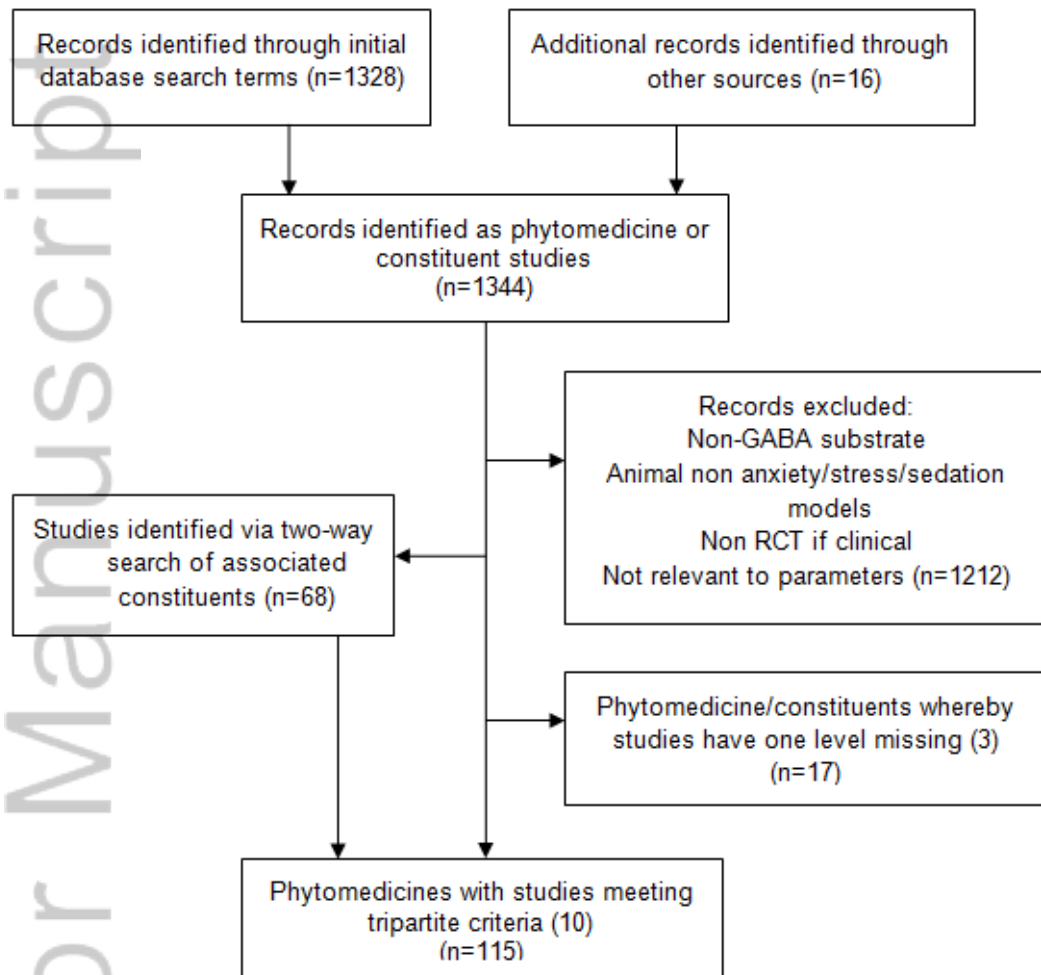 Records identified through initial
database search terms (n=1328)
Additional records identified through
other sources (n=16)
Records identified as phytomedicine or
constituent studies
(n=1344)
Records excluded:
Non-GABA substrate
Animal non anxiety/stress/sedation
models
Non RCT if clinical
Not relevant to parameters (n=1212)
Studies identified via two-way
search of associated
constituents (n=68)
Phytomedicine/constituents whereby
studies have one level missing (3)
(n=17)
Phytomedicines with studies meeting
tripartite criteria (10)
(n=115)
or Manuscript